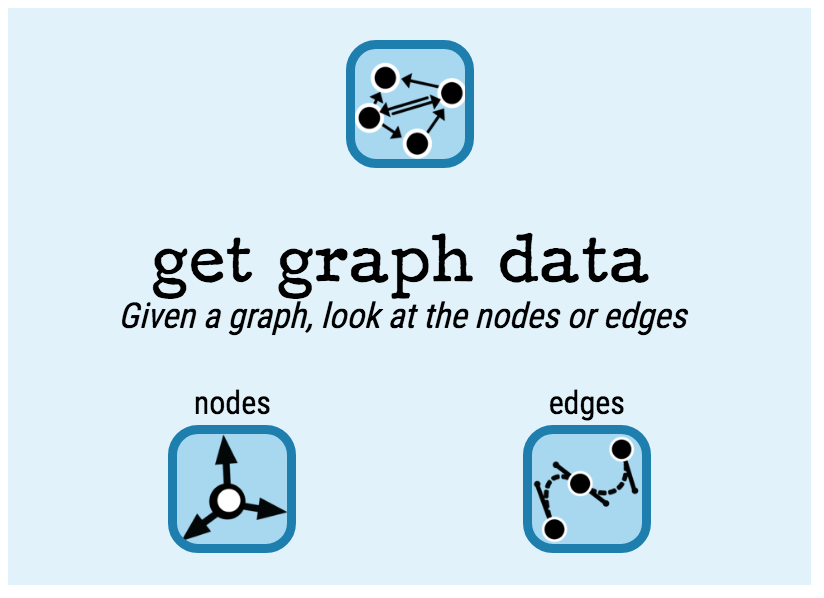 get graph data
Given a graph, look at the nodes or edges
nodes
edges